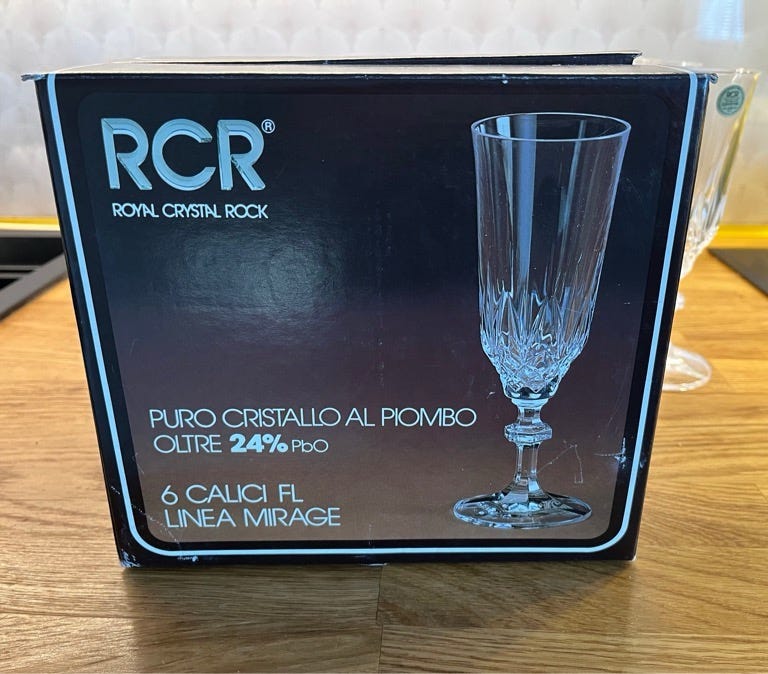 RCR®
ROYAL CRYSTAL ROCK
PURO CRISTALLO AL PIOMBO
OLTRE 24% PbO
6 CALICI FL
LINEA MIRAGE